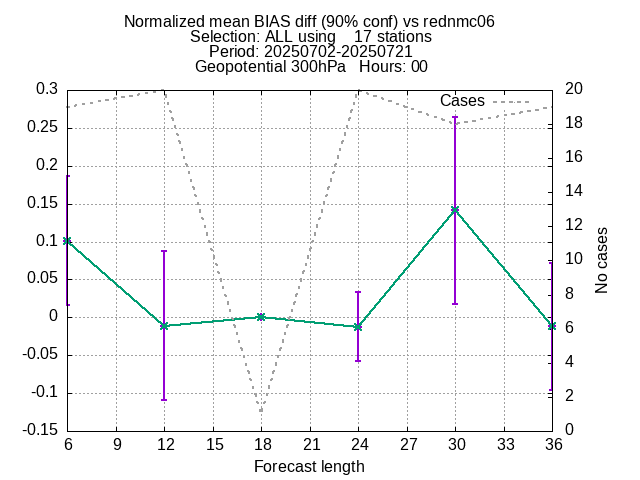 Normalized mean BIAS diff (90% conf) vs rednmc06
Selection: ALL using    17 stations
Period: 20250702-20250721
Geopotential 300hPa   Hours: 00
Cases
0.3
0.25
0.2
0.15
0.1
0.05
0
-0.05
-0.1
-0.15
20
18
16
14
12
10
8
6
4
2
0
No cases
6 9 12 15 18 21 24 27 30 33 36
Forecast length